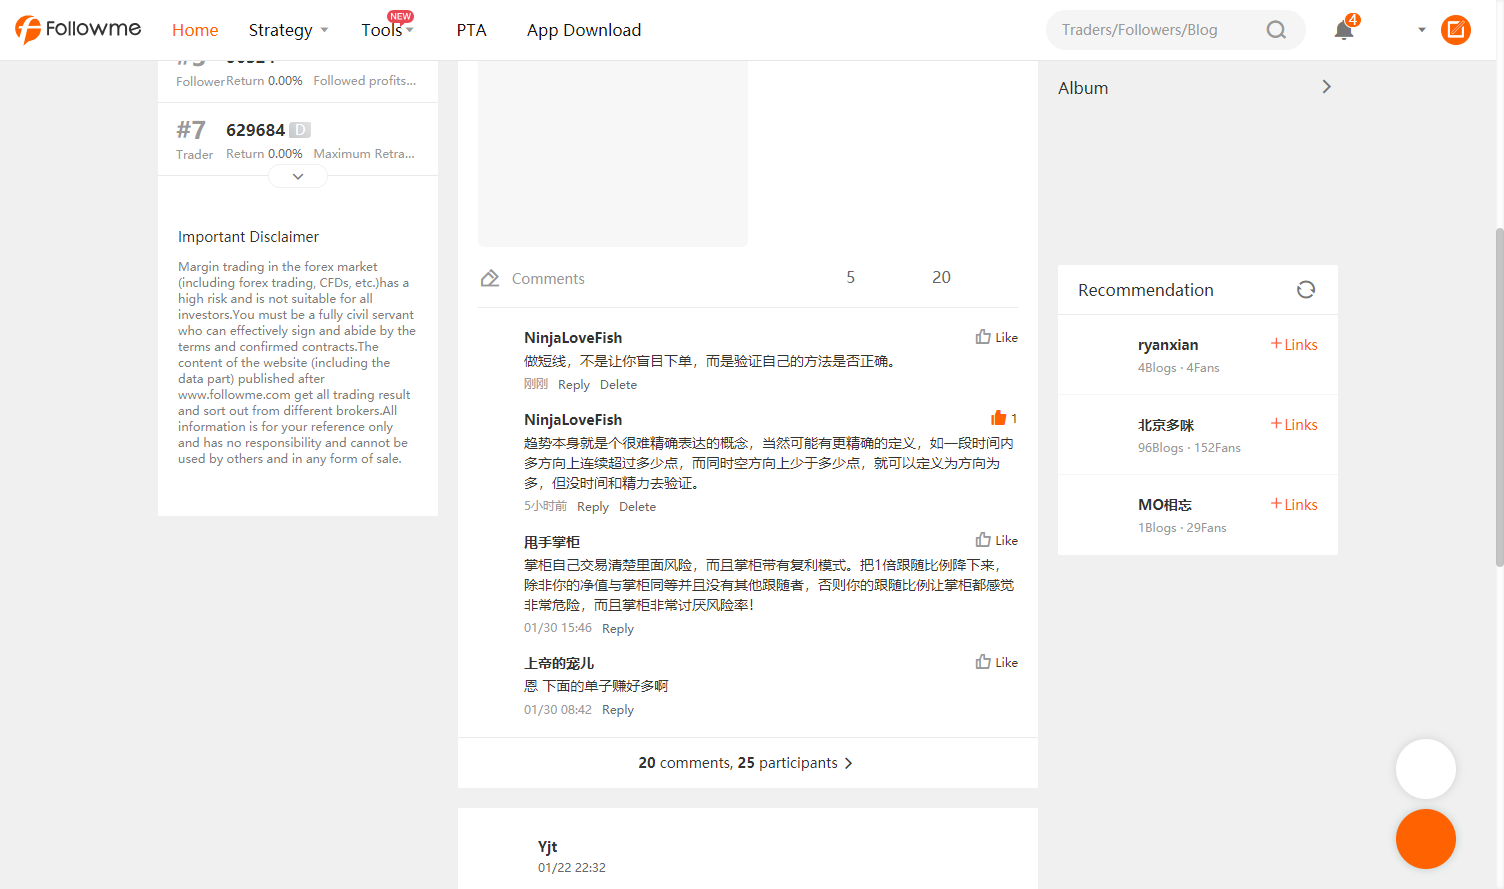 Followme
Home
Strategy
Tools
NEW
PTA
App Download
Traders/Followers/Blog
4
Follower
Return 0.00%
Followed profits...
#7
629684
D
Trader
Return 0.00%
Maximum Retra...
Important Disclaimer
Margin trading in the forex market
(including forex trading, CFDs, etc.)has a
high risk and is not suitable for all
investors.You must be a fully civil servant
who can effectively sign and abide by the
terms and confirmed contracts.The
content of the website (including the
data part) published after
www.followme.com get all trading result
and sort out from different brokers.All
information is for your reference only
and has no responsibility and cannot be
used by others and in any form of sale.
Comments
5
20
NinjaLoveFish
Like
做短线，不是让你盲目下单，而是验证自己的方法是否正确。
刚刚
Reply
Delete
NinjaLoveFish
1
趋势本身就是个很难精确表达的概念，当然可能有更精确的定义，如一段时间内
多方向上连续超过多少点，而同时空方向上少于多少点，就可以定义为方向为
多，但没时间和精力去验证。
5小时前
Reply
Delete
甩手掌柜
Like
掌柜自己交易清楚里面风险，而且掌柜带有复利模式。把1倍跟随比例降下来，
除非你的净值与掌柜同等并且没有其他跟随者，否则你的跟随比例让掌柜都感觉
非常危险，而且掌柜非常讨厌风险率！
01/30 15:46
Reply
上帝的宠儿
Like
恩 下面的单子赚好多啊
01/30 08:42
Reply
20 comments, 25 participants
Yjt
01/22 22:32
Album
Recommendation
ryanxian
+Links
4Blogs · 4Fans
北京多咪
+Links
96Blogs · 152Fans
MO相忘
+Links
1Blogs · 29Fans